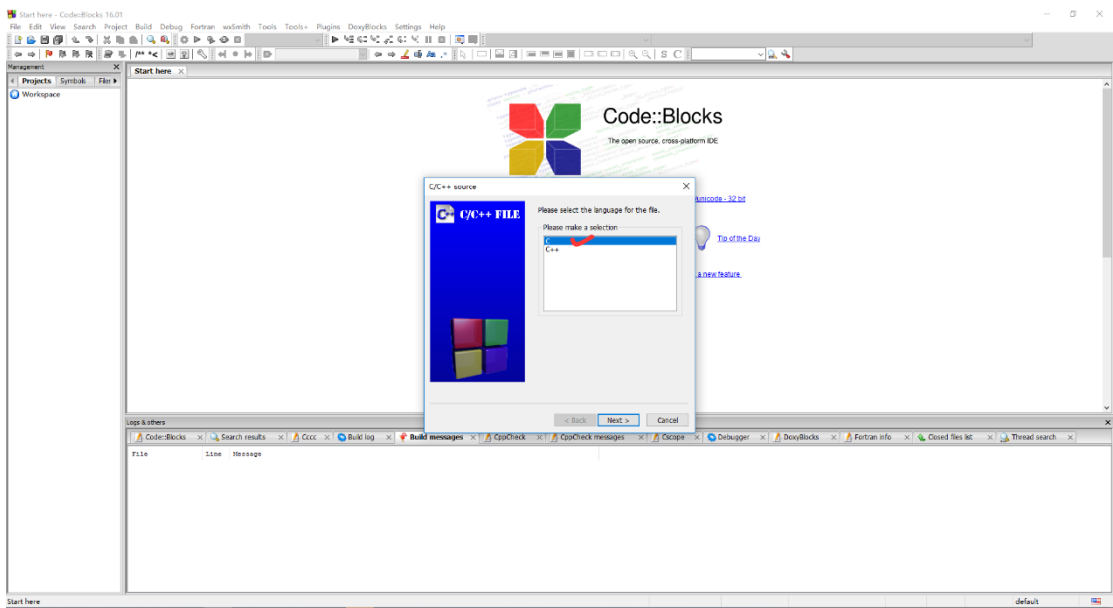 Start here - Code::Blocks 16.01
File Edit View Search Project Build Debug Fortran wxSmith Tools Tools+ Plugins DoxyBlocks Settings Help
Management
Projects Symbols Files
Workspace
Start here
Code::Blocks
The open source, cross-platform IDE
unicode - 32 bit
Tip of the Day
a new feature
C/C++ source
C/C++ FILE
Please select the language for the file.
Please make a selection
C
C++
< Back Next > Cancel
Logs & others
Code::Blocks Search results Cccc Build log Build messages CppCheck CppCheck messages Cscope Debugger DoxyBlocks Fortran info Closed files list Thread search
File Line Message
Start here default